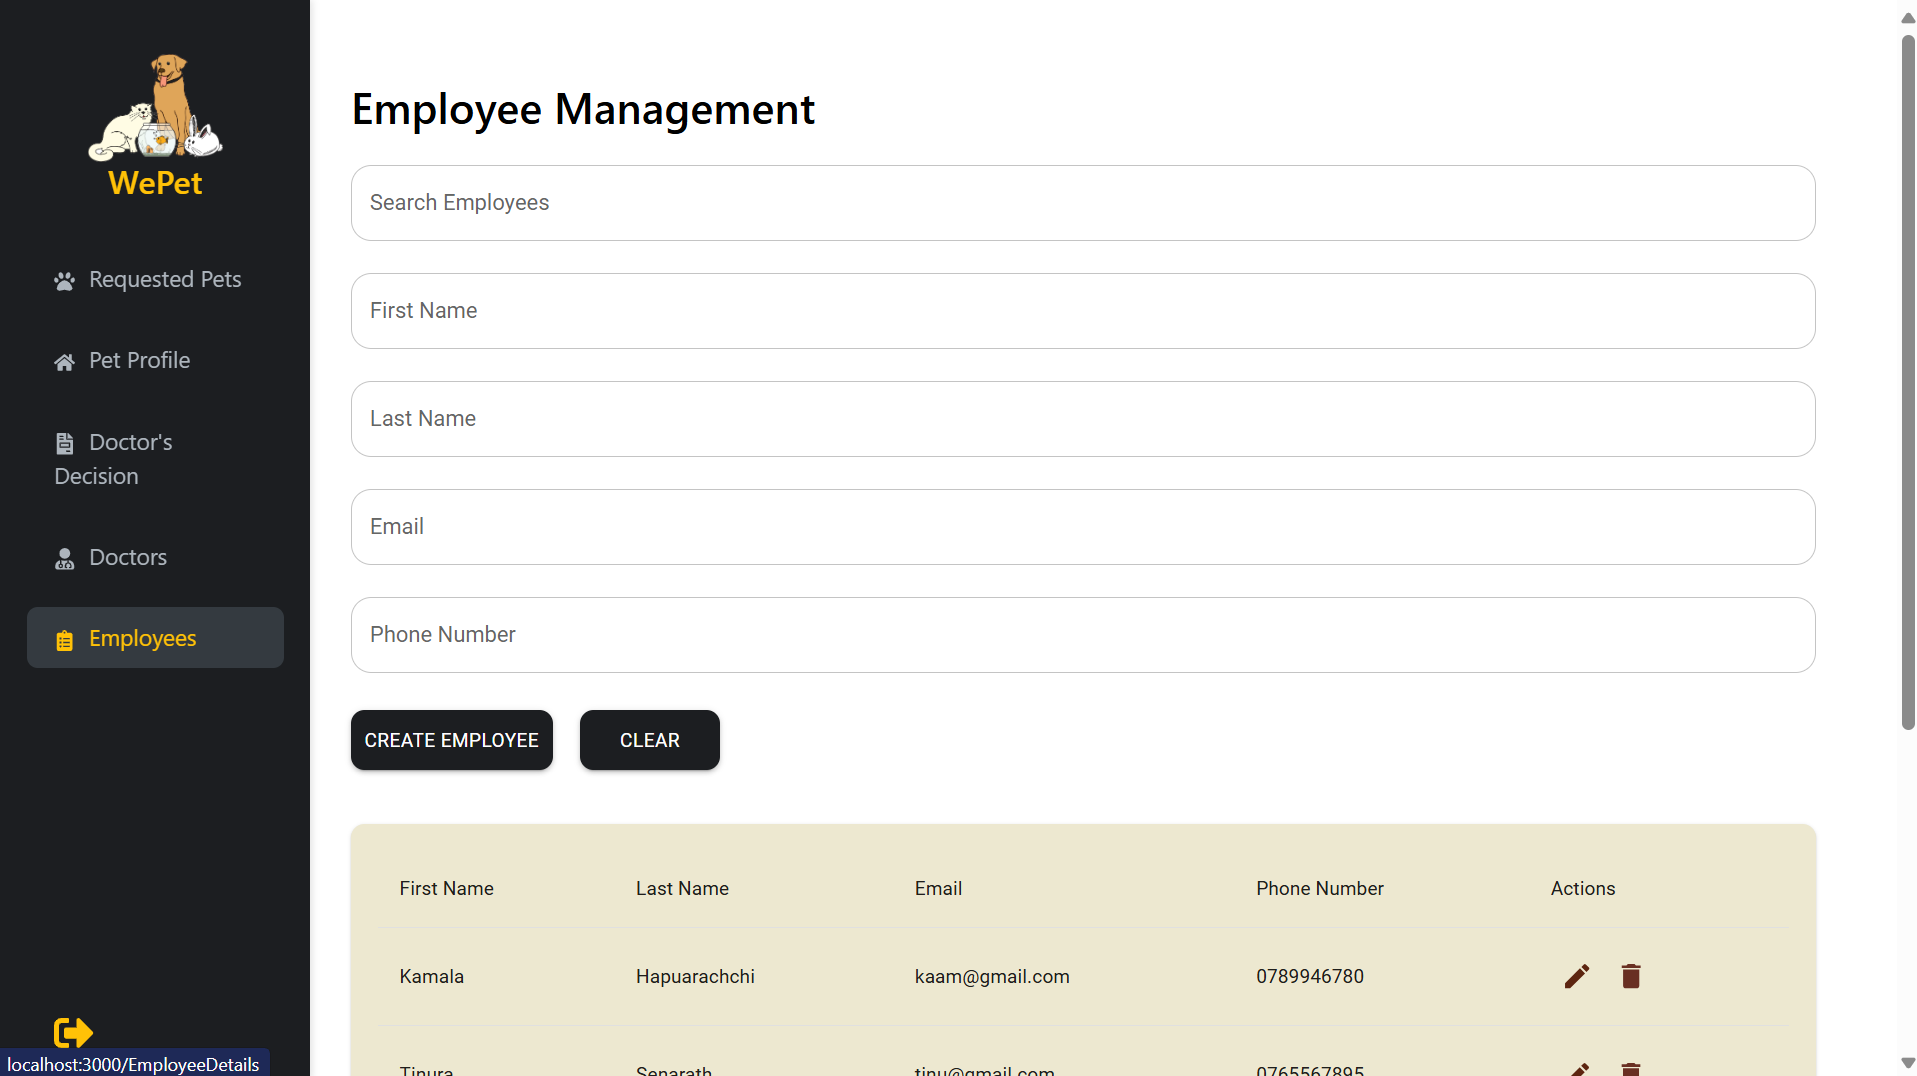 WePet
Requested Pets
Pet Profile
Doctor's
Decision
Doctors
Employees
localhost:3000/EmployeeDetails
Employee Management
Search Employees
First Name
Last Name
Email
Phone Number
CREATE EMPLOYEE CLEAR
First Name Last Name Email Phone Number Actions
Kamala Hapuarachchi kaam@gmail.com 0789946780
Tinura Senarath tinu@gmail.com 0765567895